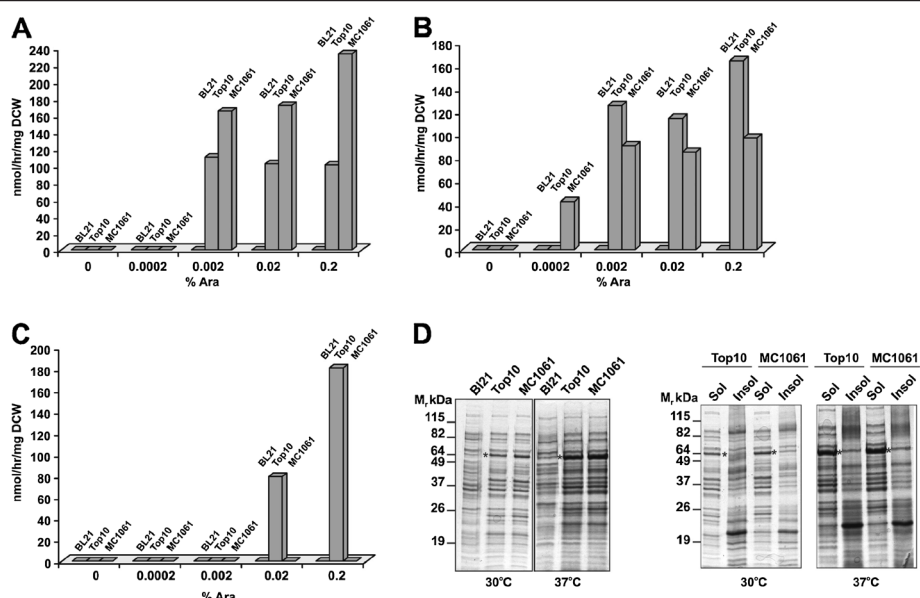 A
240
220
200
180
160
140
120
100
80
60
40
20
nmol/hr/mg DCW
BL21 Top10 MC1061
BL21 Top10 MC1061
BL21 Top10 MC1061
BL21 Top10 MC1061
BL21 Top10 MC1061
0 0.0002 0.002 0.02 0.2
% Ara
B
180
160
140
120
100
80
60
40
20
0
nmol/hr/mg DCW
BL21 Top10 MC1061
BL21 Top10 MC1061
BL21 Top10 MC1061
BL21 Top10 MC1061
BL21 Top10 MC1061
0 0.0002 0.002 0.02 0.2
% Ara
C
200
180
160
140
120
100
80
60
40
20
0
nmol/hr/mg DCW
BL21 Top10 MC1061
BL21 Top10 MC1061
BL21 Top10 MC1061
BL21 Top10 MC1061
BL21 Top10 MC1061
0 0.0002 0.002 0.02 0.2
% Ara
D
Bl21 Top10 MC1061 Bl21 Top10 MC1061
Mr kDa
115
82
64
49
37
26
19
* *
30°C 37°C
Top10 MC1061 Top10 MC1061
Sol Insol Sol Insol Sol Insol Sol Insol
Mr kDa
115
82
64
49
37
26
19
* * * *
30°C 37°C